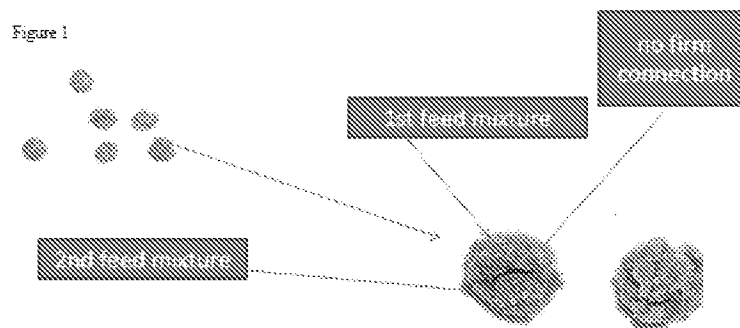 Figure 1
no firm
connection
1st feed mixture
2nd feed mixture